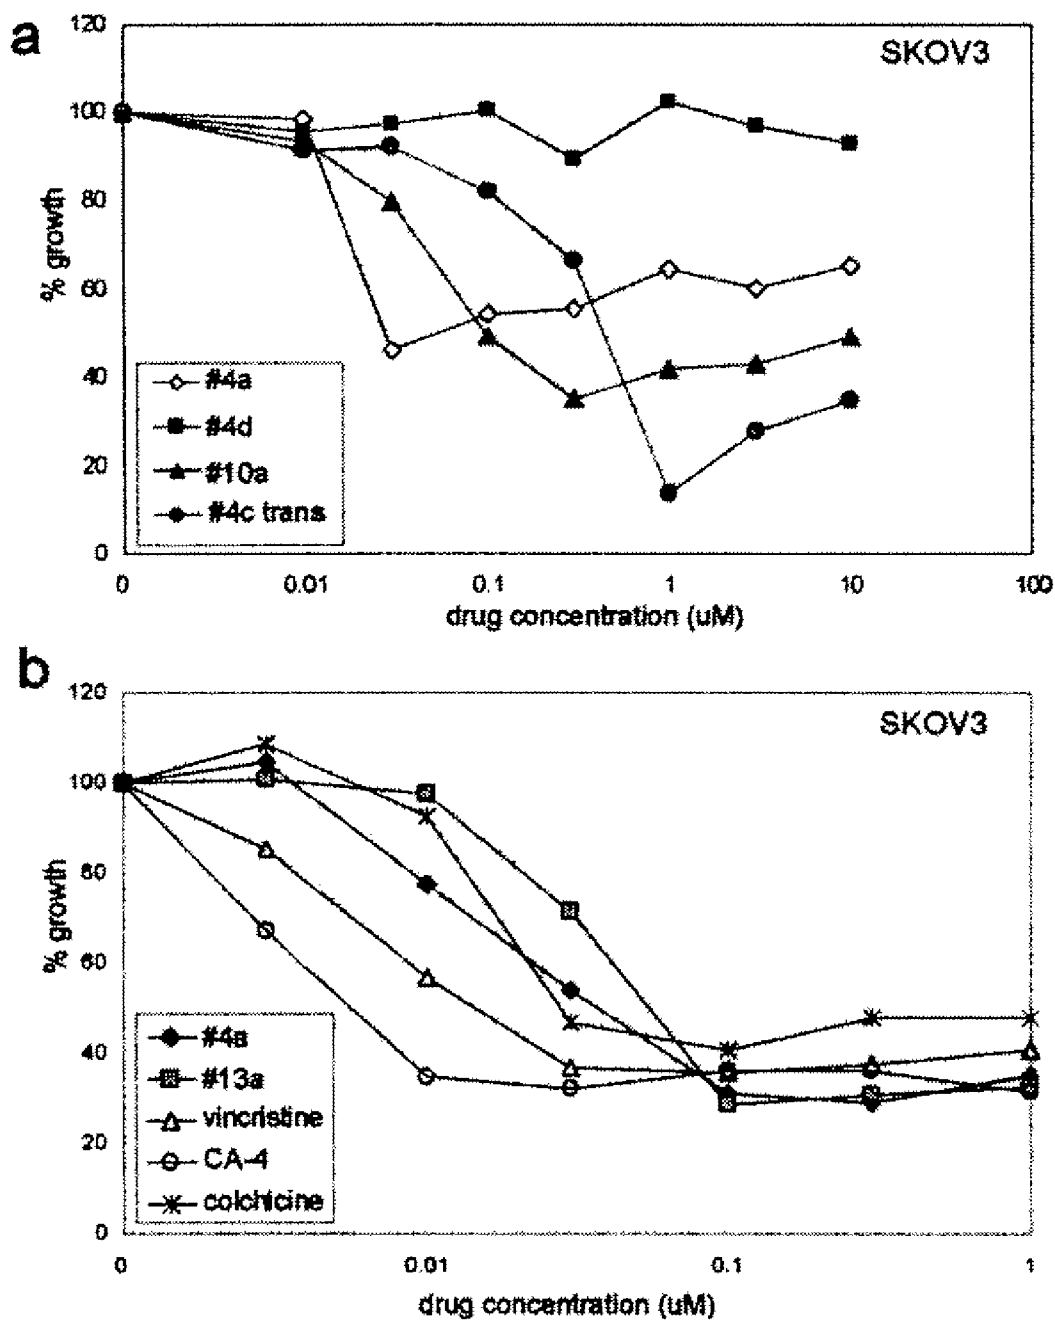 a
120
SKOV3
100
80
60
40
20
0
% growth
#4a
#4d
#10a
#4c trans
0 0.01 0.1 1 10 100
drug concentration (uM)
b
120
SKOV3
100
80
60
40
20
0
% growth
#4a
#13a
vincristine
CA-4
colchicine
0 0.01 0.1 1
drug concentration (uM)